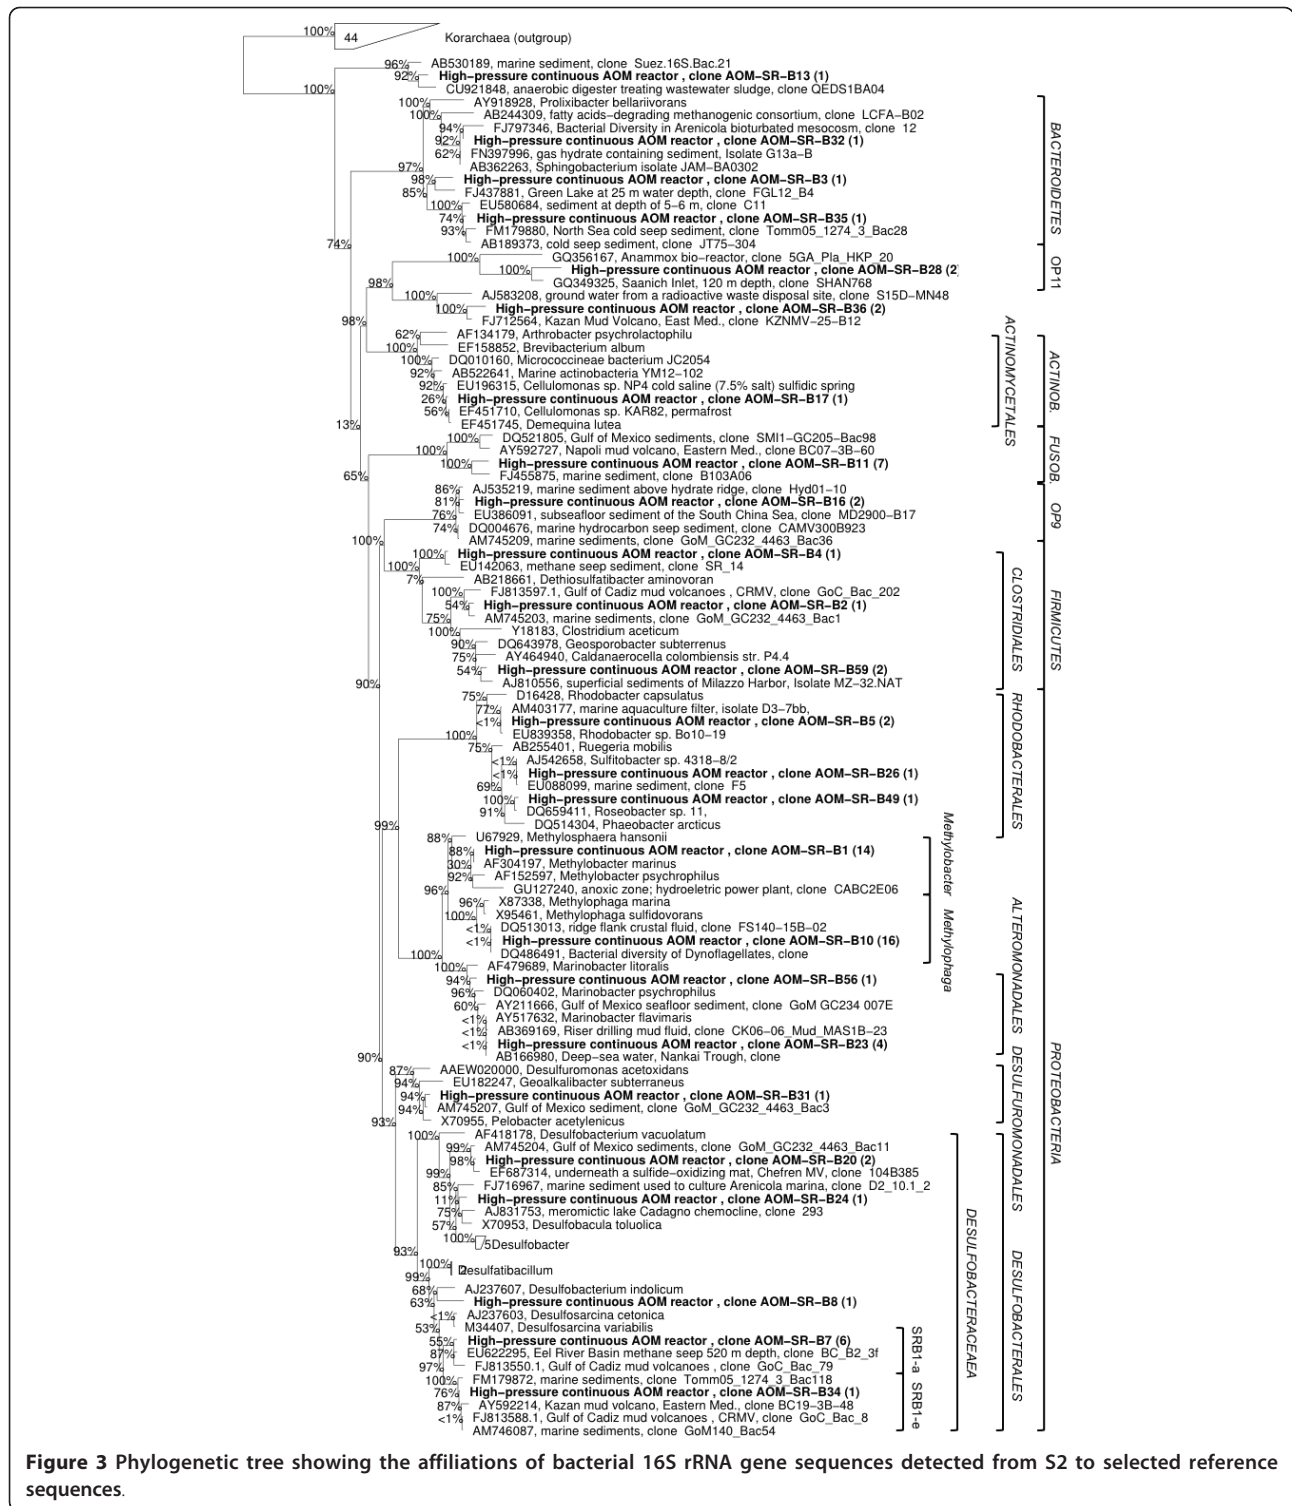 100%
44
Korarchaea (outgroup)
96%
AB530189, marine sediment, clone Suez.16S.Bac.21
92%
High-pressure continuous AOM reactor , clone AOM-SR-B13 (1)
100%
CU921848, anaerobic digester treating wastewater sludge, clone QEDS1BA04
100%
AY918928, Prolixibacter bellariivorans
100%
AB244309, fatty acids-degrading methanogenic consortium, clone LCFA-B02
94%
FJ797346, Bacterial Diversity in Arenicola bioturbated mesocosm, clone 12
92%
High-pressure continuous AOM reactor , clone AOM-SR-B32 (1)
62%
FN397996, gas hydrate containing sediment, Isolate G13a-B
97%
AB362263, Sphingobacterium isolate JAM-BA0302
98%
High-pressure continuous AOM reactor , clone AOM-SR-B3 (1)
85%
FJ437881, Green Lake at 25 m water depth, clone FGL12_B4
100%
EU580684, sediment at depth of 5-6 m, clone C11
74%
High-pressure continuous AOM reactor , clone AOM-SR-B35 (1)
93%
FM179880, North Sea cold seep sediment, clone Tomm05_1274_3_Bac28
74%
AB189373, cold seep sediment, clone JT75-304
BACTEROIDETES
100%
GQ356167, Anammox bio-reactor, clone 5GA_Pla_HKP_20
100%
High-pressure continuous AOM reactor , clone AOM-SR-B28 (2)
98%
GQ349325, Saanich Inlet, 120 m depth, clone SHAN768
100%
AJ583208, ground water from a radioactive waste disposal site, clone S15D-MN48
100%
High-pressure continuous AOM reactor , clone AOM-SR-B36 (2)
98%
FJ712564, Kazan Mud Volcano, East Med., clone KZNMV-25-B12
OP11
62%
AF134179, Arthrobacter psychrolactophilu
100%
EF158852, Brevibacterium album
100%
DQ010160, Micrococcineae bacterium JC2054
92%
AB522641, Marine actinobacteria YM12-102
92%
EU196315, Cellulomonas sp. NP4 cold saline (7.5% salt) sulfidic spring
26%
High-pressure continuous AOM reactor , clone AOM-SR-B17 (1)
56%
EF451710, Cellulomonas sp. KAR82, permafrost
13%
EF451745, Demequina lutea
ACTINOMYCETALES
ACTINOB.
100%
DQ521805, Gulf of Mexico sediments, clone SMI1-GC205-Bac98
100%
AY592727, Napoli mud volcano, Eastern Med., clone BC07-3B-60
100%
High-pressure continuous AOM reactor , clone AOM-SR-B11 (7)
65%
FJ455875, marine sediment, clone B103A06
FUSOB.
86%
AJ535219, marine sediment above hydrate ridge, clone Hyd01-10
81%
High-pressure continuous AOM reactor , clone AOM-SR-B16 (2)
76%
EU386091, subseafloor sediment of the South China Sea, clone MD2900-B17
74%
DQ004676, marine hydrocarbon seep sediment, clone CAMV300B923
100%
AM745209, marine sediments, clone GoM_GC232_4463_Bac36
OP9
100%
High-pressure continuous AOM reactor , clone AOM-SR-B4 (1)
100%
EU142063, methane seep sediment, clone SR_14
7%
AB218661, Dethiosulfatibacter aminovoran
100%
FJ813597.1, Gulf of Cadiz mud volcanoes , CRMV, clone GoC_Bac_202
54%
High-pressure continuous AOM reactor , clone AOM-SR-B2 (1)
75%
AM745203, marine sediments, clone GoM_GC232_4463_Bac1
100%
Y18183, Clostridium aceticum
90%
DQ643978, Geosporobacter subterrenus
75%
AY464940, Caldanaerocella colombiensis str. P4.4
54%
High-pressure continuous AOM reactor , clone AOM-SR-B59 (2)
90%
AJ810556, superficial sediments of Milazzo Harbor, Isolate MZ-32.NAT
CLOSTRIDIALES
FIRMICUTES
75%
D16428, Rhodobacter capsulatus
77%
AM403177, marine aquaculture filter, isolate D3-7bb,
<1%
High-pressure continuous AOM reactor , clone AOM-SR-B5 (2)
100%
EU839358, Rhodobacter sp. Bo10-19
75%
AB255401, Ruegeria mobilis
<1%
AJ542658, Sulfitobacter sp. 4318-8/2
<1%
High-pressure continuous AOM reactor , clone AOM-SR-B26 (1)
69%
EU088099, marine sediment, clone F5
100%
High-pressure continuous AOM reactor , clone AOM-SR-B49 (1)
91%
DQ659411, Roseobacter sp. 11,
99%
DQ514304, Phaeobacter arcticus
RHODOBACTERALES
88%
U67929, Methylosphaera hansonii
88%
High-pressure continuous AOM reactor , clone AOM-SR-B1 (14)
30%
AF304197, Methylobacter marinus
92%
AF152597, Methylobacter psychrophilus
96%
GU127240, anoxic zone; hydroeletric power plant, clone CABC2E06
Methylobacter
96%
X87338, Methylophaga marina
100%
X95461, Methylophaga sulfidovorans
<1%
DQ513013, ridge flank crustal fluid, clone FS140-15B-02
<1%
High-pressure continuous AOM reactor , clone AOM-SR-B10 (16)
100%
DQ486491, Bacterial diversity of Dynoflagellates, clone
Methylophaga
100%
AF479689, Marinobacter litoralis
94%
High-pressure continuous AOM reactor , clone AOM-SR-B56 (1)
96%
DQ060402, Marinobacter psychrophilus
60%
AY211666, Gulf of Mexico seafloor sediment, clone GoM GC234 007E
<1%
AY517632, Marinobacter flavimaris
<1%
AB369169, Riser drilling mud fluid, clone CK06-06_Mud_MAS1B-23
<1%
High-pressure continuous AOM reactor , clone AOM-SR-B23 (4)
90%
AB166980, Deep-sea water, Nankai Trough, clone
ALTEROMONADALES
87%
AAEW020000, Desulfuromonas acetoxidans
94%
EU182247, Geoalkalibacter subterraneus
94%
High-pressure continuous AOM reactor , clone AOM-SR-B31 (1)
94%
AM745207, Gulf of Mexico sediment, clone GoM_GC232_4463_Bac3
93%
X70955, Pelobacter acetylenicus
DESULFUROMONADALES
PROTEOBACTERIA
100%
AF418178, Desulfobacterium vacuolatum
99%
AM745204, Gulf of Mexico sediments, clone GoM_GC232_4463_Bac11
98%
High-pressure continuous AOM reactor, clone AOM-SR-B20 (2)
99%
EF687314, underneath a sulfide-oxidizing mat, Chefren MV, clone 104B385
85%
FJ716967, marine sediment used to culture Arenicola marina, clone D2_10.1_2
11%
High-pressure continuous AOM reactor , clone AOM-SR-B24 (1)
75%
AJ831753, meromictic lake Cadagno chemocline, clone 293
57%
X70953, Desulfobacula toluolica
100%
5Desulfobacter
93%
100%
2
Desulfatibacillum
99%
68%
AJ237607, Desulfobacterium indolicum
63%
High-pressure continuous AOM reactor , clone AOM-SR-B8 (1)
<1%
AJ237603, Desulfosarcina cetonica
53%
M34407, Desulfosarcina variabilis
55%
High-pressure continuous AOM reactor , clone AOM-SR-B7 (6)
87%
EU622295, Eel River Basin methane seep 520 m depth, clone BC_B2_3f
97%
FJ813550.1, Gulf of Cadiz mud volcanoes , clone GoC_Bac_79
SRB1-a
100%
FM179872, marine sediments, clone Tomm05_1274_3_Bac118
76%
High-pressure continuous AOM reactor , clone AOM-SR-B34 (1)
87%
AY592214, Kazan mud volcano, Eastern Med., clone BC19-3B-48
<1%
FJ813588.1, Gulf of Cadiz mud volcanoes , CRMV, clone GoC_Bac_8
AM746087, marine sediments, clone GoM140_Bac54
SRB1-e
DESULFOBACTERACEAEA
DESULFOBACTERALES
Figure 3 Phylogenetic tree showing the affiliations of bacterial 16S rRNA gene sequences detected from S2 to selected reference
sequences.